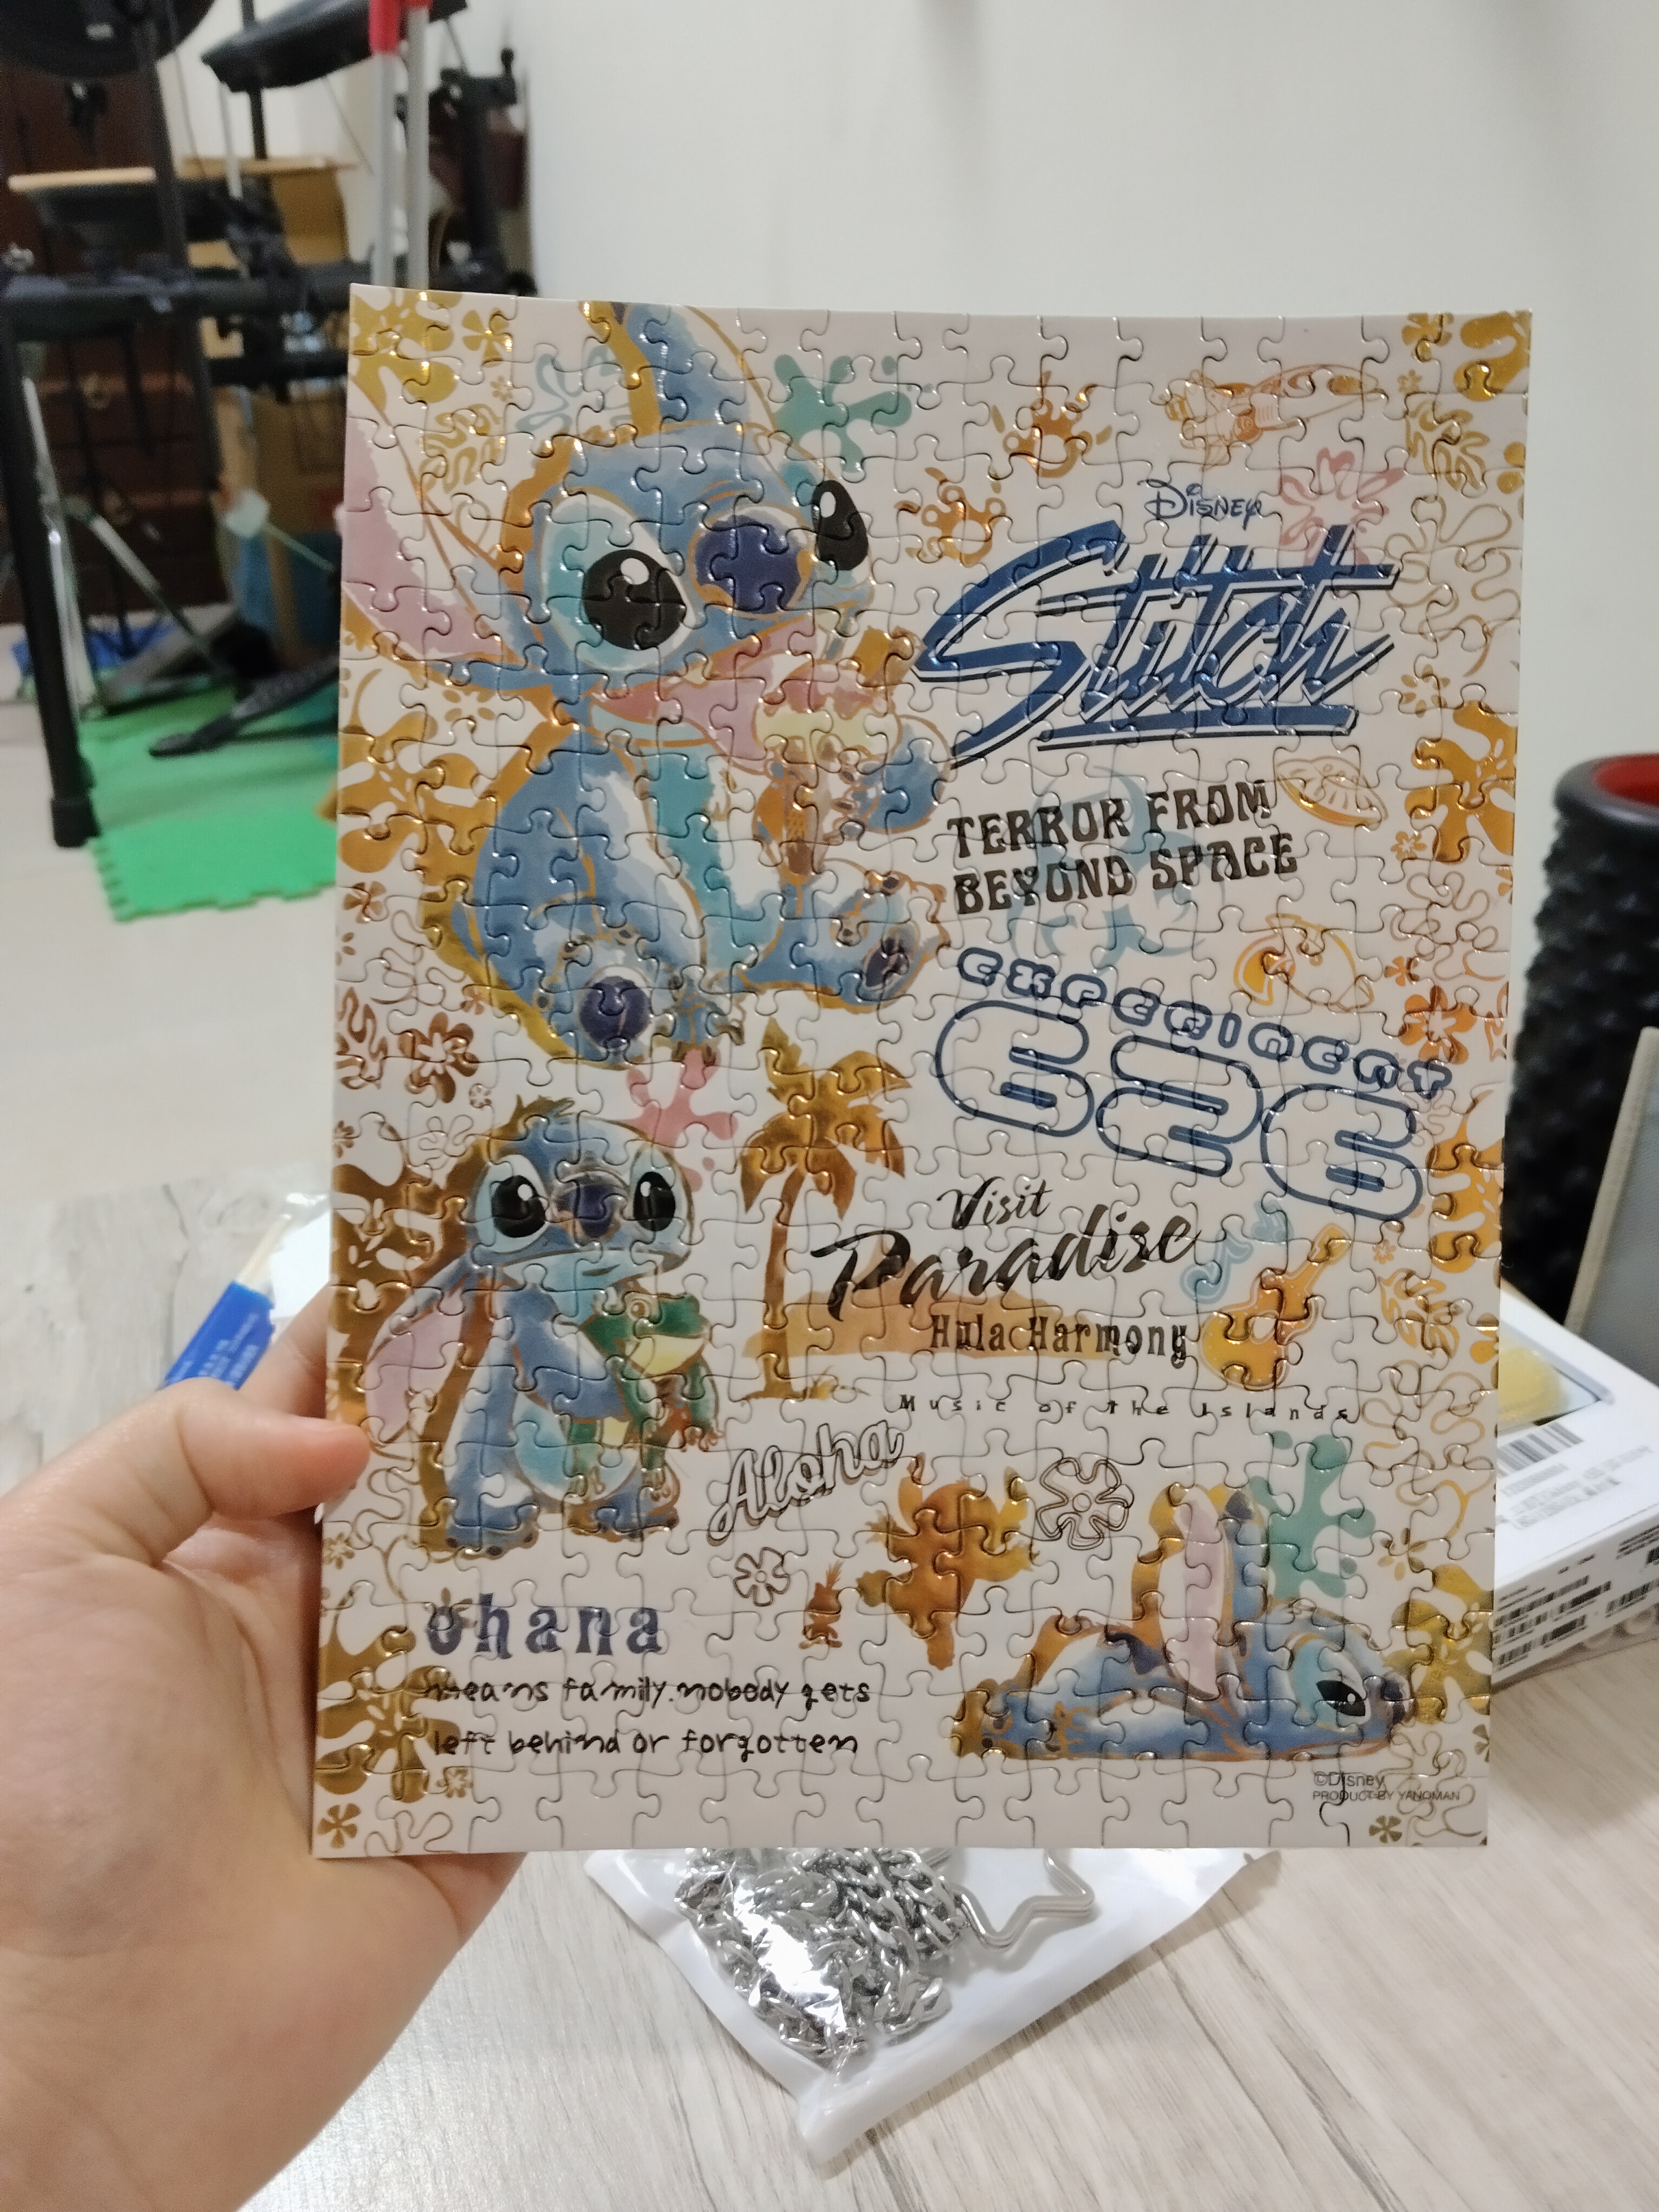 Disney
Stitch
TERROR FROM
BEYOND SPACE
EXPERIMENT
626
Visit
Paradise
Hula Harmony
Music of the Islands
Aloha
ohana
means family. nobody gets
left behind or forgotten
©Disney
PRODUCT BY YANOMAN